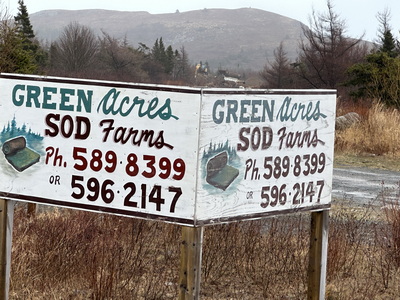 GREEN Acres
SOD Farms
Ph. 589·8399
OR 596·2147
GREEN Acres
SOD Farms
Ph. 589·8399
OR 596·2147